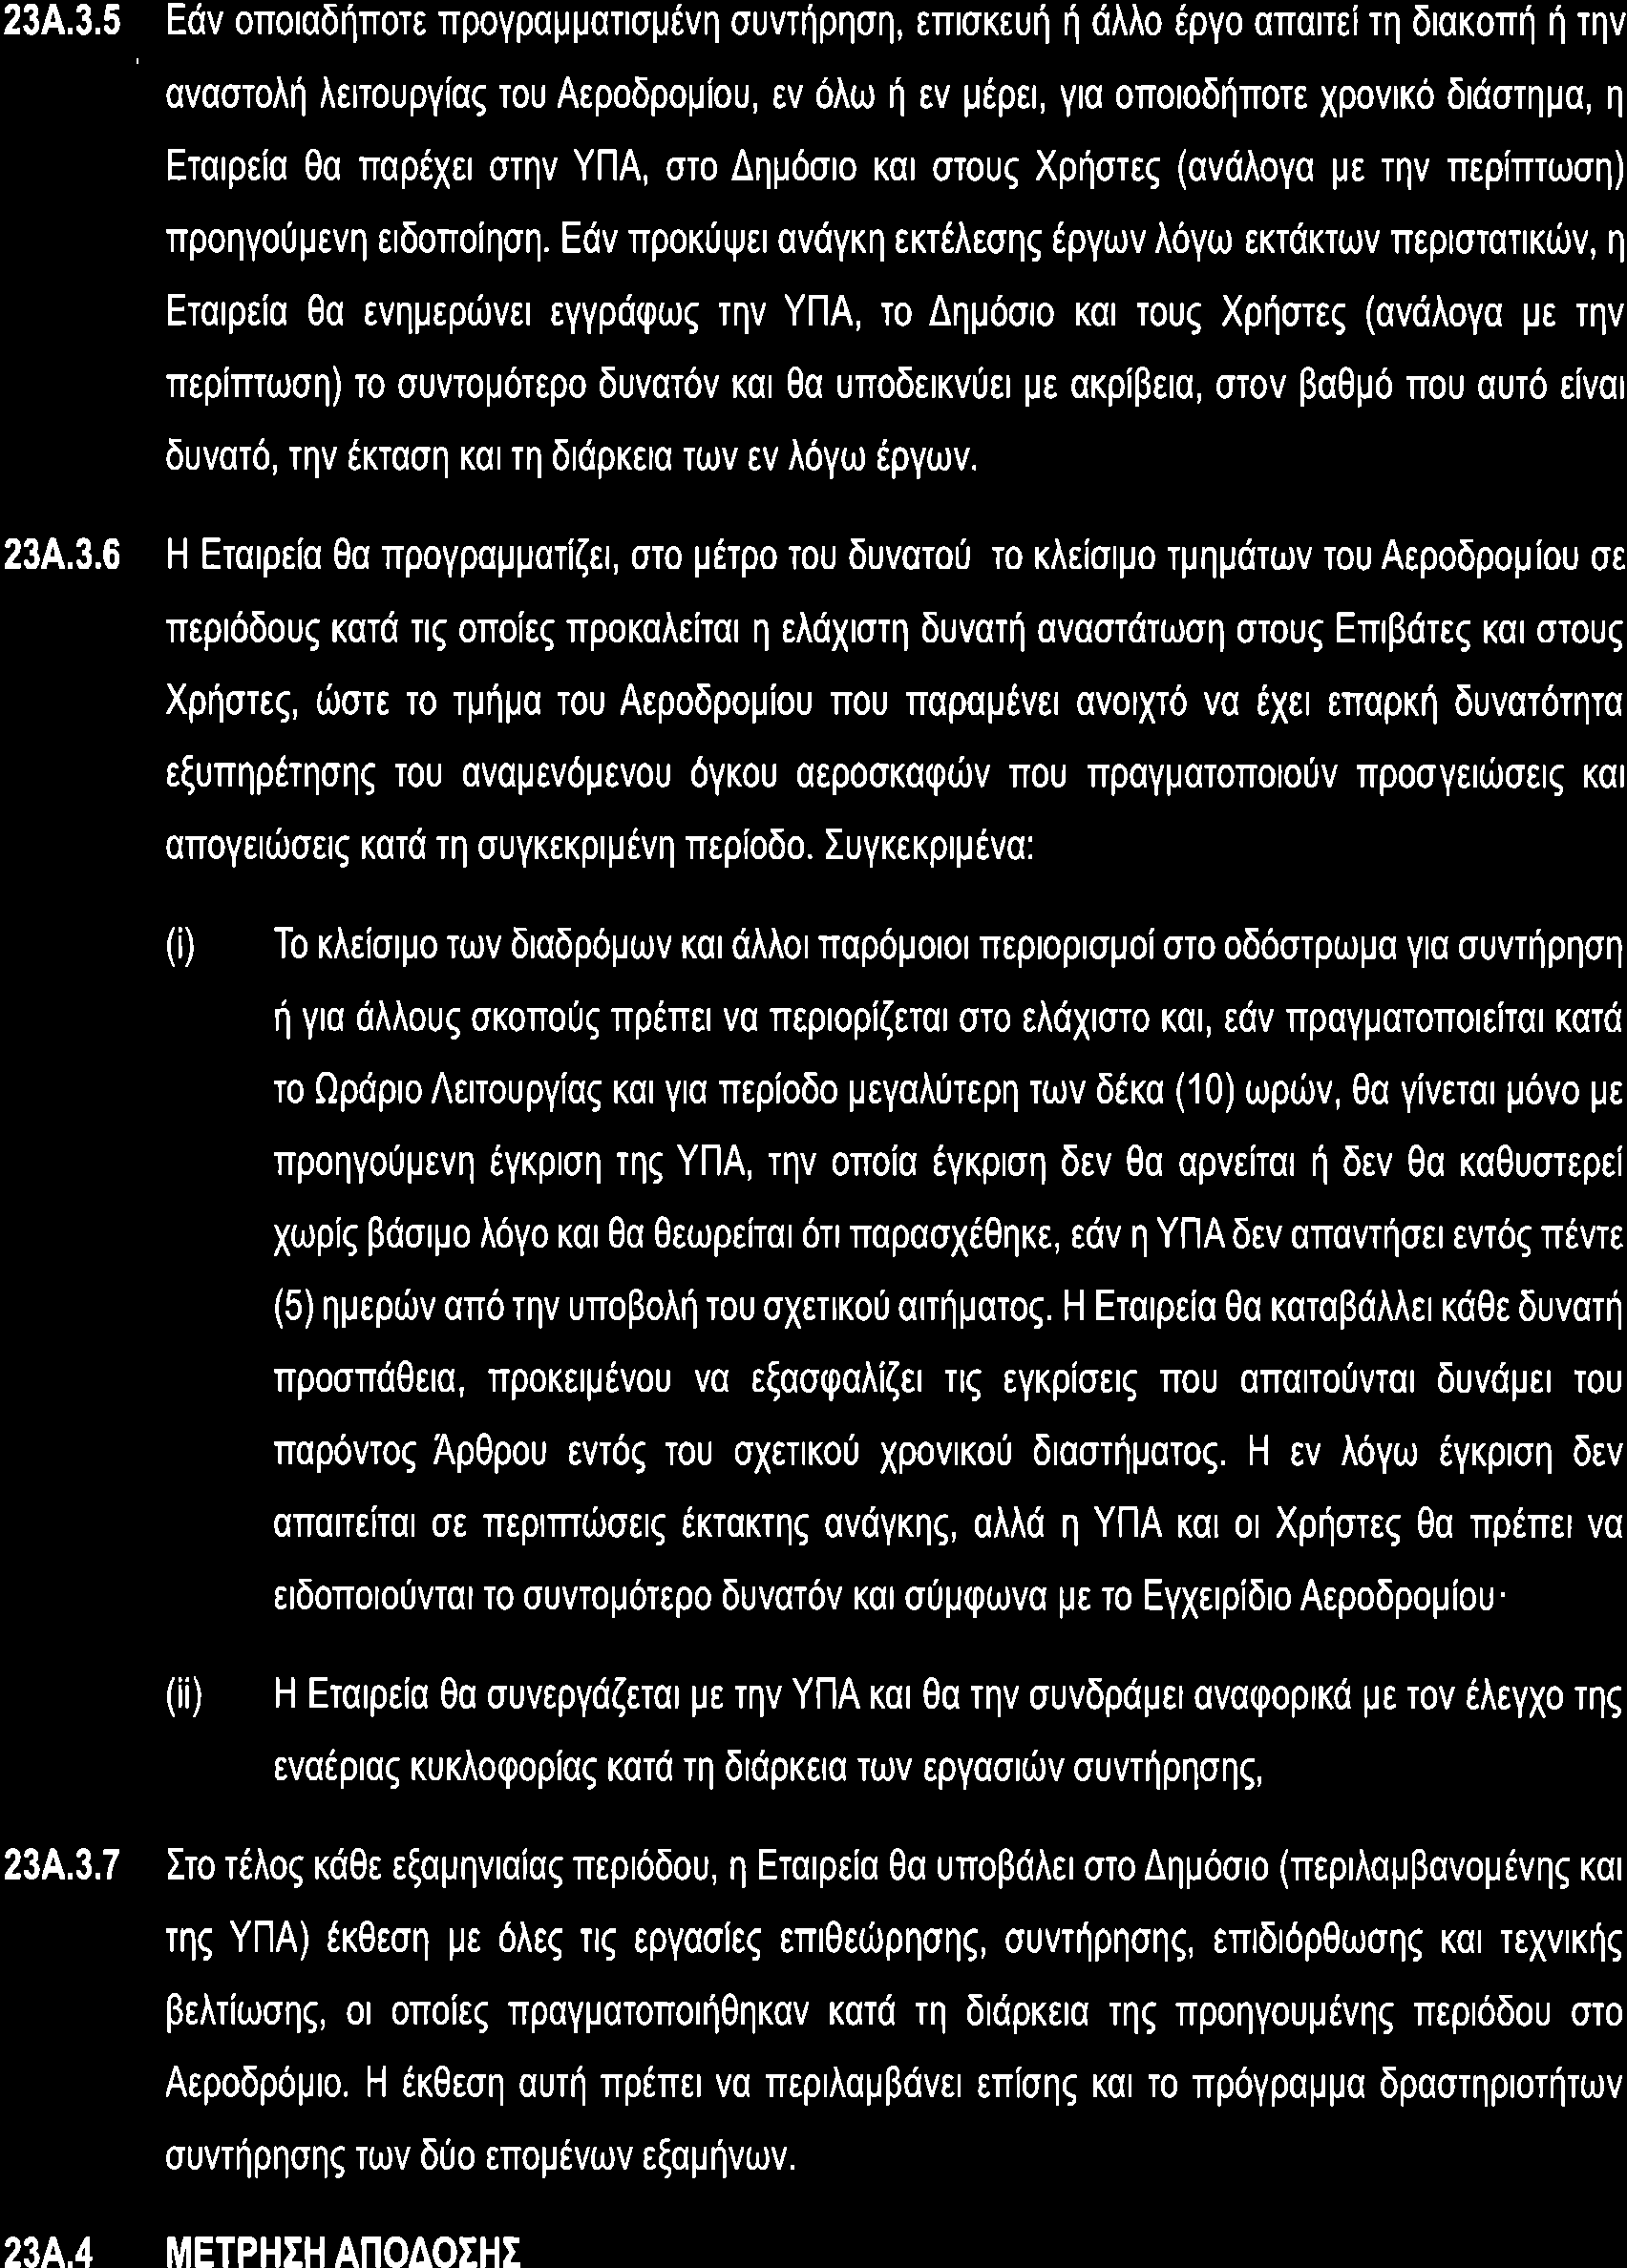 23Α.3.5 Εάν οποιαδήποτε προγραμματισμένη συντήρηση, επισκευή ή άλλο έργο απαιτεί τη διακοπή ή την
αναστολή λειτουργίας του Αεροδρομίου, εν όλω ή εν μέρει, για οποιοδήποτε χρονικό διάστημα, η
Εταιρεία θα παρέχει στην ΥΠΑ, στο Δημόσιο και στους Χρήστες (ανάλογα με την περίπτωση)
προηγούμενη ειδοποίηση. Εάν προκύψει ανάγκη εκτέλεσης έργων λόγω εκτάκτων περιστατικών, η
Εταιρεία θα ενημερώνει εγγράφως την ΥΠΑ, το Δημόσιο και τους Χρήστες (ανάλογα με την
περίπτωση) το συντομότερο δυνατόν και θα υποδεικνύει με ακρίβεια, στον βαθμό που αυτό είναι
δυνατό, την έκταση και τη διάρκεια των εν λόγω έργων.
23Α.3.6 Η Εταιρεία θα προγραμματίζει, στο μέτρο του δυνατού το κλείσιμο τμημάτων του Αεροδρομίου σε
περιόδους κατά τις οποίες προκαλείται η ελάχιστη δυνατή αναστάτωση στους Επιβάτες και στους
Χρήστες, ώστε το τμήμα του Αεροδρομίου που παραμένει ανοιχτό να έχει επαρκή δυνατότητα
εξυπηρέτησης του αναμενόμενου όγκου αεροσκαφών που πραγματοποιούν προσγειώσεις και
απογειώσεις κατά τη συγκεκριμένη περίοδο. Συγκεκριμένα:
(i) Το κλείσιμο των διαδρόμων και άλλοι παρόμοιοι περιορισμοί στο οδόστρωμα για συντήρηση
ή για άλλους σκοπούς πρέπει να περιορίζεται στο ελάχιστο και, εάν πραγματοποιείται κατά
το Ωράριο Λειτουργίας και για περίοδο μεγαλύτερη των δέκα (10) ωρών, θα γίνεται μόνο με
προηγούμενη έγκριση της ΥΠΑ, την οποία έγκριση δεν θα αρνείται ή δεν θα καθυστερεί
χωρίς βάσιμο λόγο και θα θεωρείται ότι παρασχέθηκε, εάν η ΥΠΑ δεν απαντήσει εντός πέντε
(5) ημερών από την υποβολή του σχετικού αιτήματος. Η Εταιρεία θα καταβάλλει κάθε δυνατή
προσπάθεια, προκειμένου να εξασφαλίζει τις εγκρίσεις που απαιτούνται δυνάμει του
παρόντος Άρθρου εντός του σχετικού χρονικού διαστήματος. Η εν λόγω έγκριση δεν
απαιτείται σε περιπτώσεις έκτακτης ανάγκης, αλλά η ΥΠΑ και οι Χρήστες θα πρέπει να
ειδοποιούνται το συντομότερο δυνατόν και σύμφωνα με το Εγχειρίδιο Αεροδρομίου·
(ii) Η Εταιρεία θα συνεργάζεται με την ΥΠΑ και θα την συνδράμει αναφορικά με τον έλεγχο της
εναέριας κυκλοφορίας κατά τη διάρκεια των εργασιών συντήρησης,
23Α.3.7 Στο τέλος κάθε εξαμηνιαίας περιόδου, η Εταιρεία θα υποβάλει στο Δημόσιο (περιλαμβανομένης και
της ΥΠΑ) έκθεση με όλες τις εργασίες επιθεώρησης, συντήρησης, επιδιόρθωσης και τεχνικής
βελτίωσης, οι οποίες πραγματοποιήθηκαν κατά τη διάρκεια της προηγουμένης περιόδου στο
Αεροδρόμιο. Η έκθεση αυτή πρέπει να περιλαμβάνει επίσης και το πρόγραμμα δραστηριοτήτων
συντήρησης των δύο επομένων εξαμήνων.
23Α.4 ΜΕΤΡΗΣΗ ΑΠΟΔΟΣΗΣ